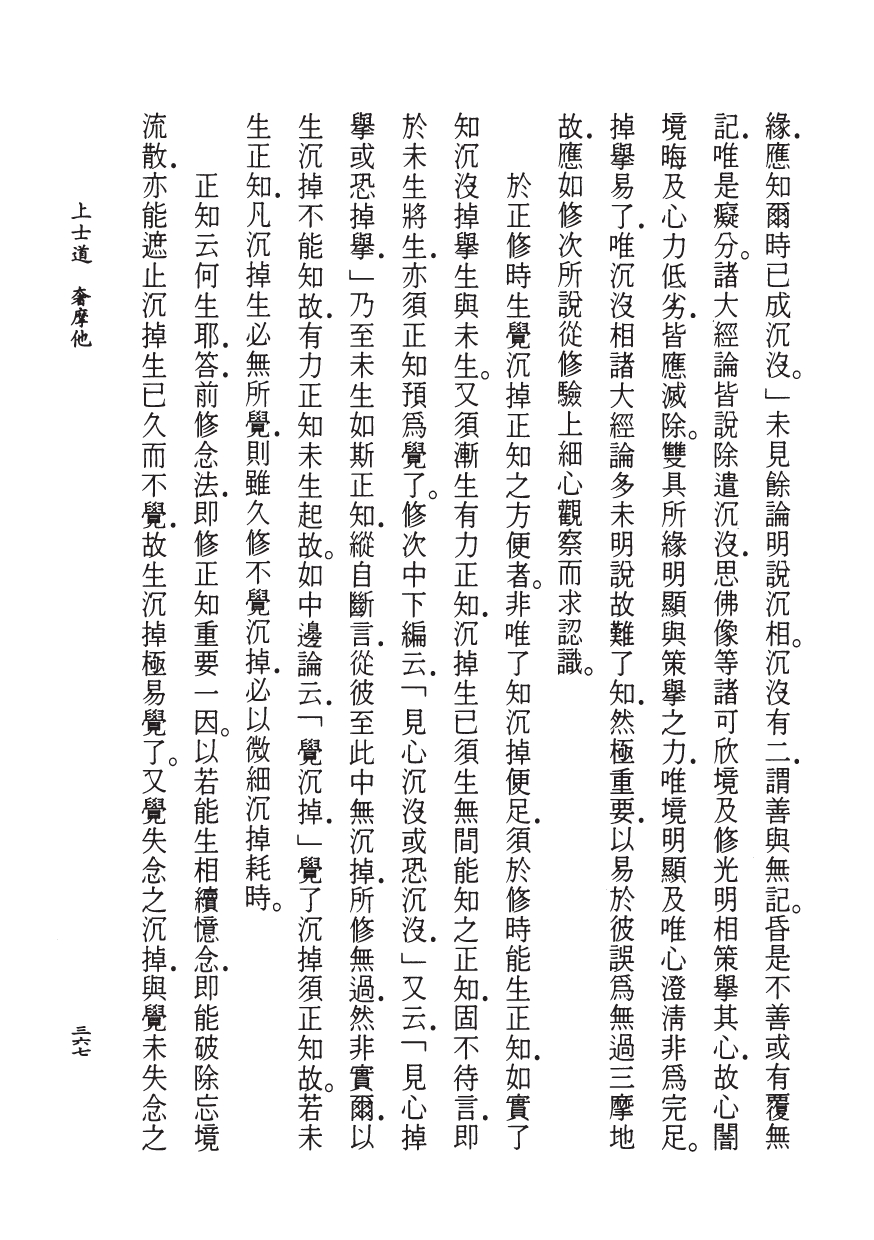 緣．應知爾時已成沉沒。」未見餘論明說沉相。沉沒有二．謂善與無記。昏是不善或有覆無
記．唯是癡分。諸大經論皆說除遣沉沒．思佛像等諸可欣境及修光明相策擧其心．故心闇
境晦及心力低劣．皆應滅除。雙具所緣明顯與策擧之力．唯境明顯及唯心澄淸非爲完足。
掉擧易了．唯沉沒相諸大經論多未明說故難了知．然極重要．以易於彼誤爲無過三摩地
故．應如修次所說從修驗上細心觀察而求認識。
於正修時生覺沉掉正知之方便者。非唯了知沉掉便足．須於修時能生正知．如實了
知沉沒掉擧生與未生。又須漸生有力正知．沉掉生已須生無間能知之正知．固不待言．即
於未生將生．亦須正知預爲覺了。修次中下編云．「見心沉沒或恐沉沒．」又云．「見心掉
擧或恐掉擧．」乃至未生如斯正知．縱自斷言．從彼至此中無沉掉．所修無過．然非實爾．以
生沉掉不能知故．有力正知未生起故。如中邊論云．「覺沉掉．」覺了沉掉須正知故。若未
生正知．凡沉掉生必無所覺．則雖久修不覺沉掉．必以微細沉掉耗時。
正知云何生耶．答．前修念法．即修正知重要一因。以若能生相續憶念．即能破除忘境
流散．亦能遮止沉掉生已久而不覺．故生沉掉極易覺了。又覺失念之沉掉．與覺未失念之
上士道　奢摩他
三六七